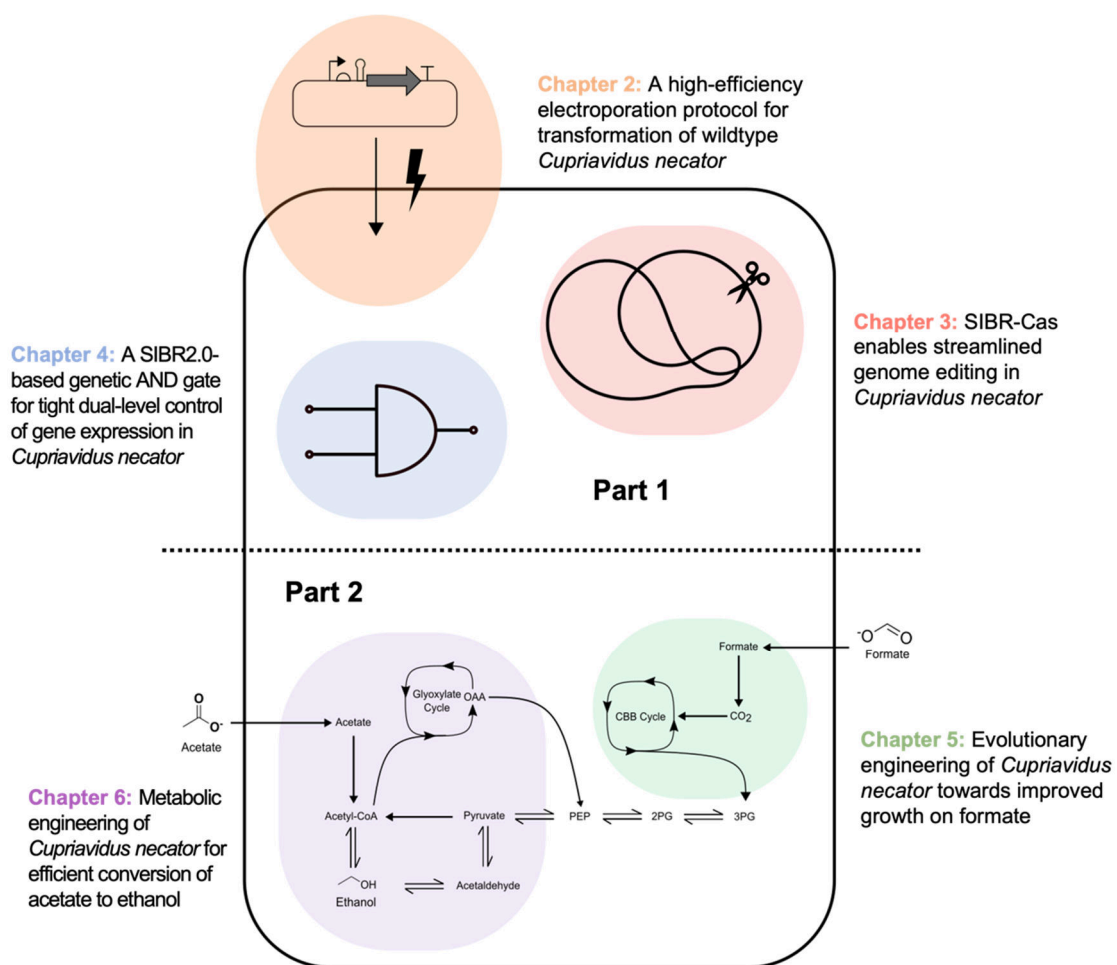 Chapter 2: A high-efficiency
electroporation protocol for
transformation of wildtype
Cupriavidus necator
Chapter 3: SIBR-Cas
enables streamlined
genome editing in
Cupriavidus necator
Chapter 4: A SIBR2.0-
based genetic AND gate
for tight dual-level control
of gene expression in
Cupriavidus necator
Part 1
Part 2
O
O-
Acetate
Acetate
Glyoxylate
Cycle
OAA
Acetyl-CoA
Pyruvate
PEP
2PG
3PG
OH
Ethanol
Acetaldehyde
Formate
CO2
CBB Cycle
-O
O
Formate
Chapter 5: Evolutionary
engineering of Cupriavidus
necator towards improved
growth on formate
Chapter 6: Metabolic
engineering of
Cupriavidus necator for
efficient conversion of
acetate to ethanol